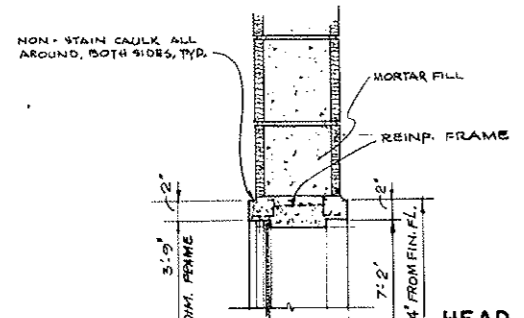 NON-STAIN CAULK ALL
AROUND, BOTH SIDES, TYP.
MORTAR FILL
REINF. FRAME
2"
2"
3'-9"
DIM. FRAME
7'-2"
4" FROM FIN. FL.
HEAD